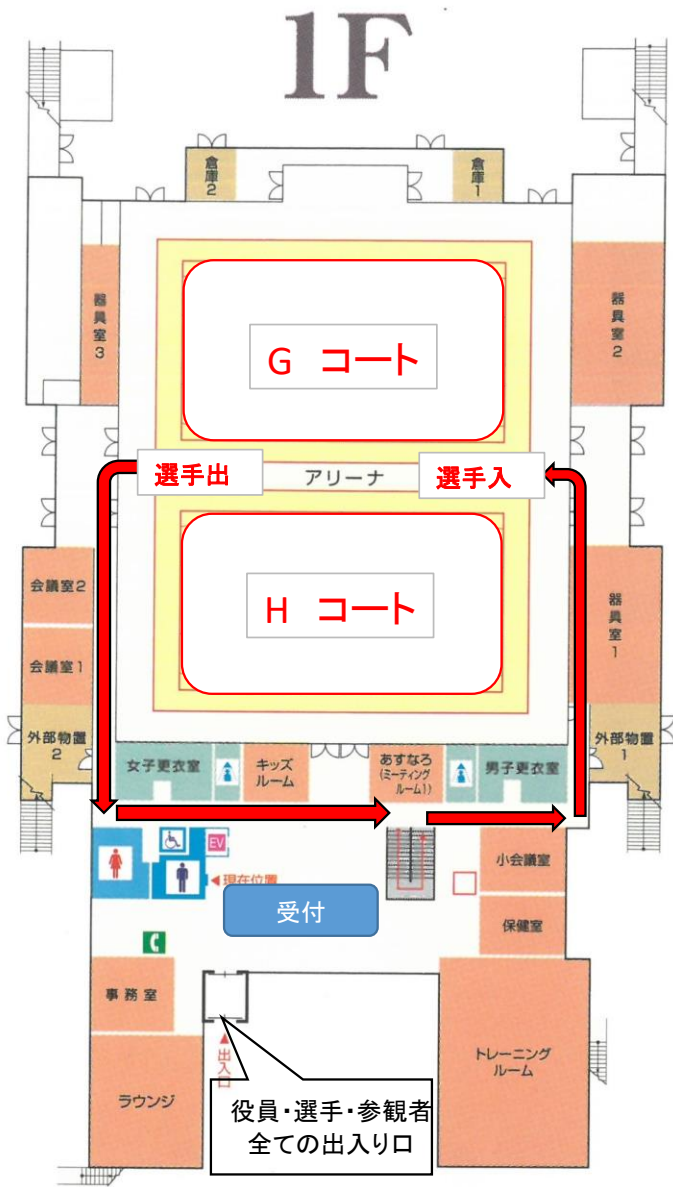 1F
倉庫2
倉庫1
器具室3
器具室2
G コート
選手出
アリーナ
選手入
H コート
会議室2
会議室1
器具室1
外部物置2
外部物置1
女子更衣室
キッズ
ルーム
あすなろ
(ミーティング
ルーム1)
男子更衣室
EV
◀現在位置
小会議室
受付
保健室
事務室
▲出入口
ラウンジ
トレーニング
ルーム
役員・選手・参観者
全ての出入り口